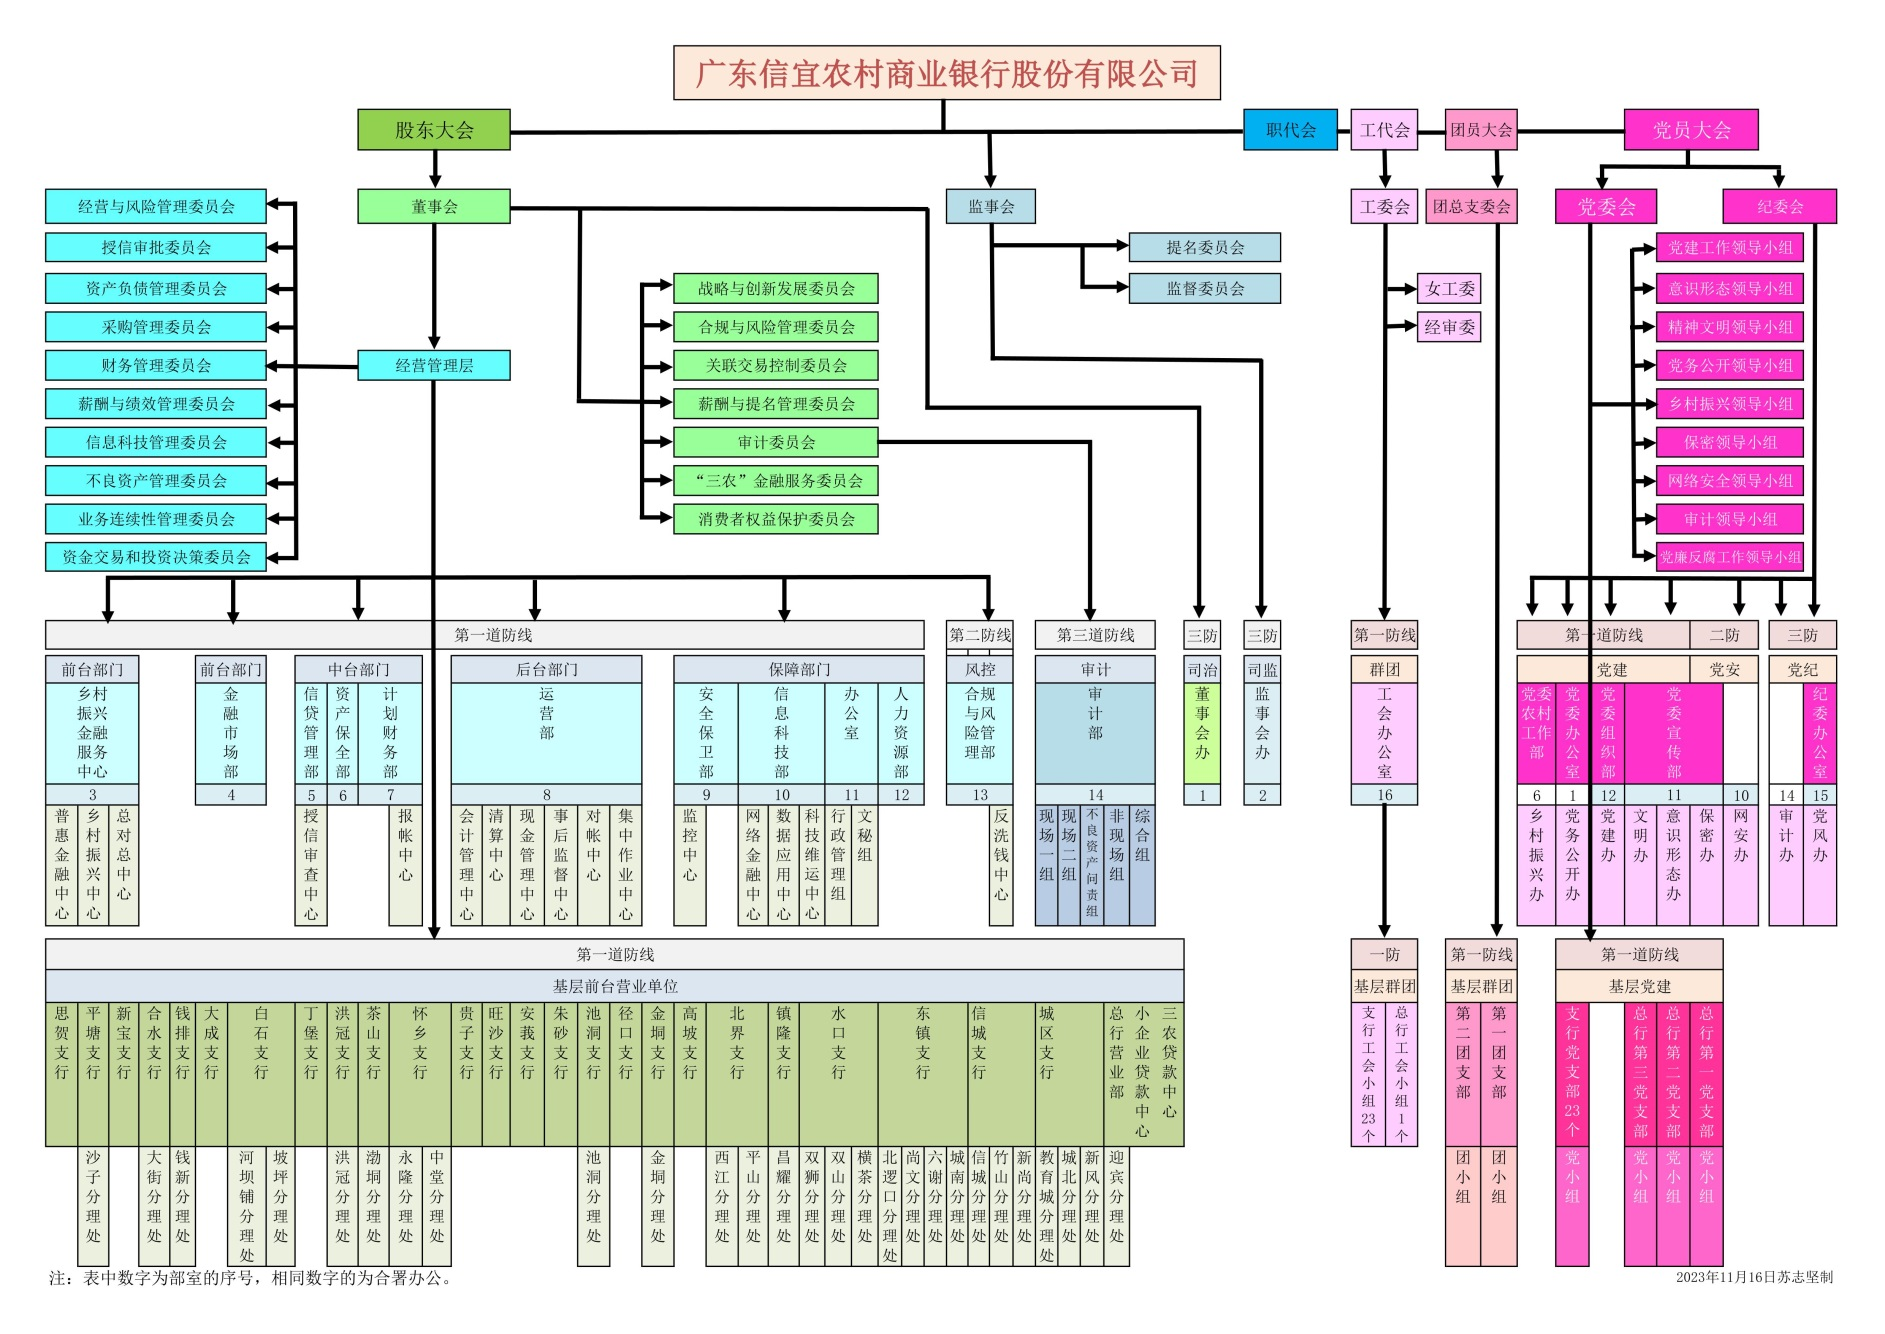 广东信宜农村商业银行股份有限公司
股东大会
职代会
工代会
团员大会
党员大会
经营与风险管理委员会
董事会
监事会
工委会
团总支委会
党委会
纪委会
授信审批委员会
提名委员会
党建工作领导小组
资产负债管理委员会
战略与创新发展委员会
监督委员会
女工委
意识形态领导小组
采购管理委员会
合规与风险管理委员会
经审委
精神文明领导小组
财务管理委员会
经营管理层
关联交易控制委员会
党务公开领导小组
薪酬与绩效管理委员会
薪酬与提名管理委员会
乡村振兴领导小组
信息科技管理委员会
审计委员会
保密领导小组
不良资产管理委员会
“三农”金融服务委员会
网络安全领导小组
业务连续性管理委员会
消费者权益保护委员会
审计领导小组
资金交易和投资决策委员会
党廉反腐工作领导小组
第一道防线
第二防线
第三道防线
三防
三防
第一防线
第一道防线
二防
三防
前台部门
前台部门
中台部门
后台部门
保障部门
风控
审计
司治
司监
群团
党建
党安
党纪
乡村振兴金融服务中心
金融市场部
信贷管理部
资产保全部
计划财务部
运营部
安全保卫部
信息科技部
办公室
人力资源部
合规与风险管理部
审计部
董事会办
监事会办
工会办公室
党委农村工作部
党委办公室
党委组织部
党委宣传部
纪委办公室
3
4
5
6
7
8
9
10
11
12
13
14
1
2
16
6
1
12
11
10
14
15
普惠金融中心
乡村振兴中心
总对总中心
授信审查中心
报帐中心
会计管理中心
清算中心
现金管理中心
事后监督中心
对帐中心
集中作业中心
监控中心
网络金融中心
数据应用中心
科技维运中心
行政管理组
文秘组
反洗钱中心
现场一组
现场二组
不良资产问责组
非现场组
综合组
乡村振兴办
党务公开办
党建办
文明办
意识形态办
保密办
网安办
审计办
党风办
第一道防线
一防
第一防线
第一道防线
基层前台营业单位
基层群团
基层群团
基层党建
思贺支行
平塘支行
新宝支行
合水支行
钱排支行
大成支行
白石支行
丁堡支行
洪冠支行
茶山支行
怀乡支行
贵子支行
旺沙支行
安莪支行
朱砂支行
池洞支行
径口支行
金垌支行
高坡支行
北界支行
镇隆支行
水口支行
东镇支行
信城支行
城区支行
总行营业部
小企业贷款中心
三农贷款中心
支行工会小组23个
总行工会小组1个
第二团支部
第一团支部
支行党支部23个
总行第三党支部
总行第二党支部
总行第一党支部
沙子分理处
大街分理处
钱新分理处
河坝铺分理处
坡坪分理处
洪冠分理处
渤垌分理处
永隆分理处
中堂分理处
池洞分理处
金垌分理处
西江分理处
平山分理处
昌耀分理处
双狮分理处
双山分理处
横茶分理处
北逻口分理处
尚文分理处
六谢分理处
城南分理处
信城分理处
竹山分理处
新尚分理处
教育城分理处
城北分理处
新风分理处
迎宾分理处
团小组
团小组
党小组
党小组
党小组
党小组
注：表中数字为部室的序号，相同数字的为合署办公。
2023年11月16日苏志坚制